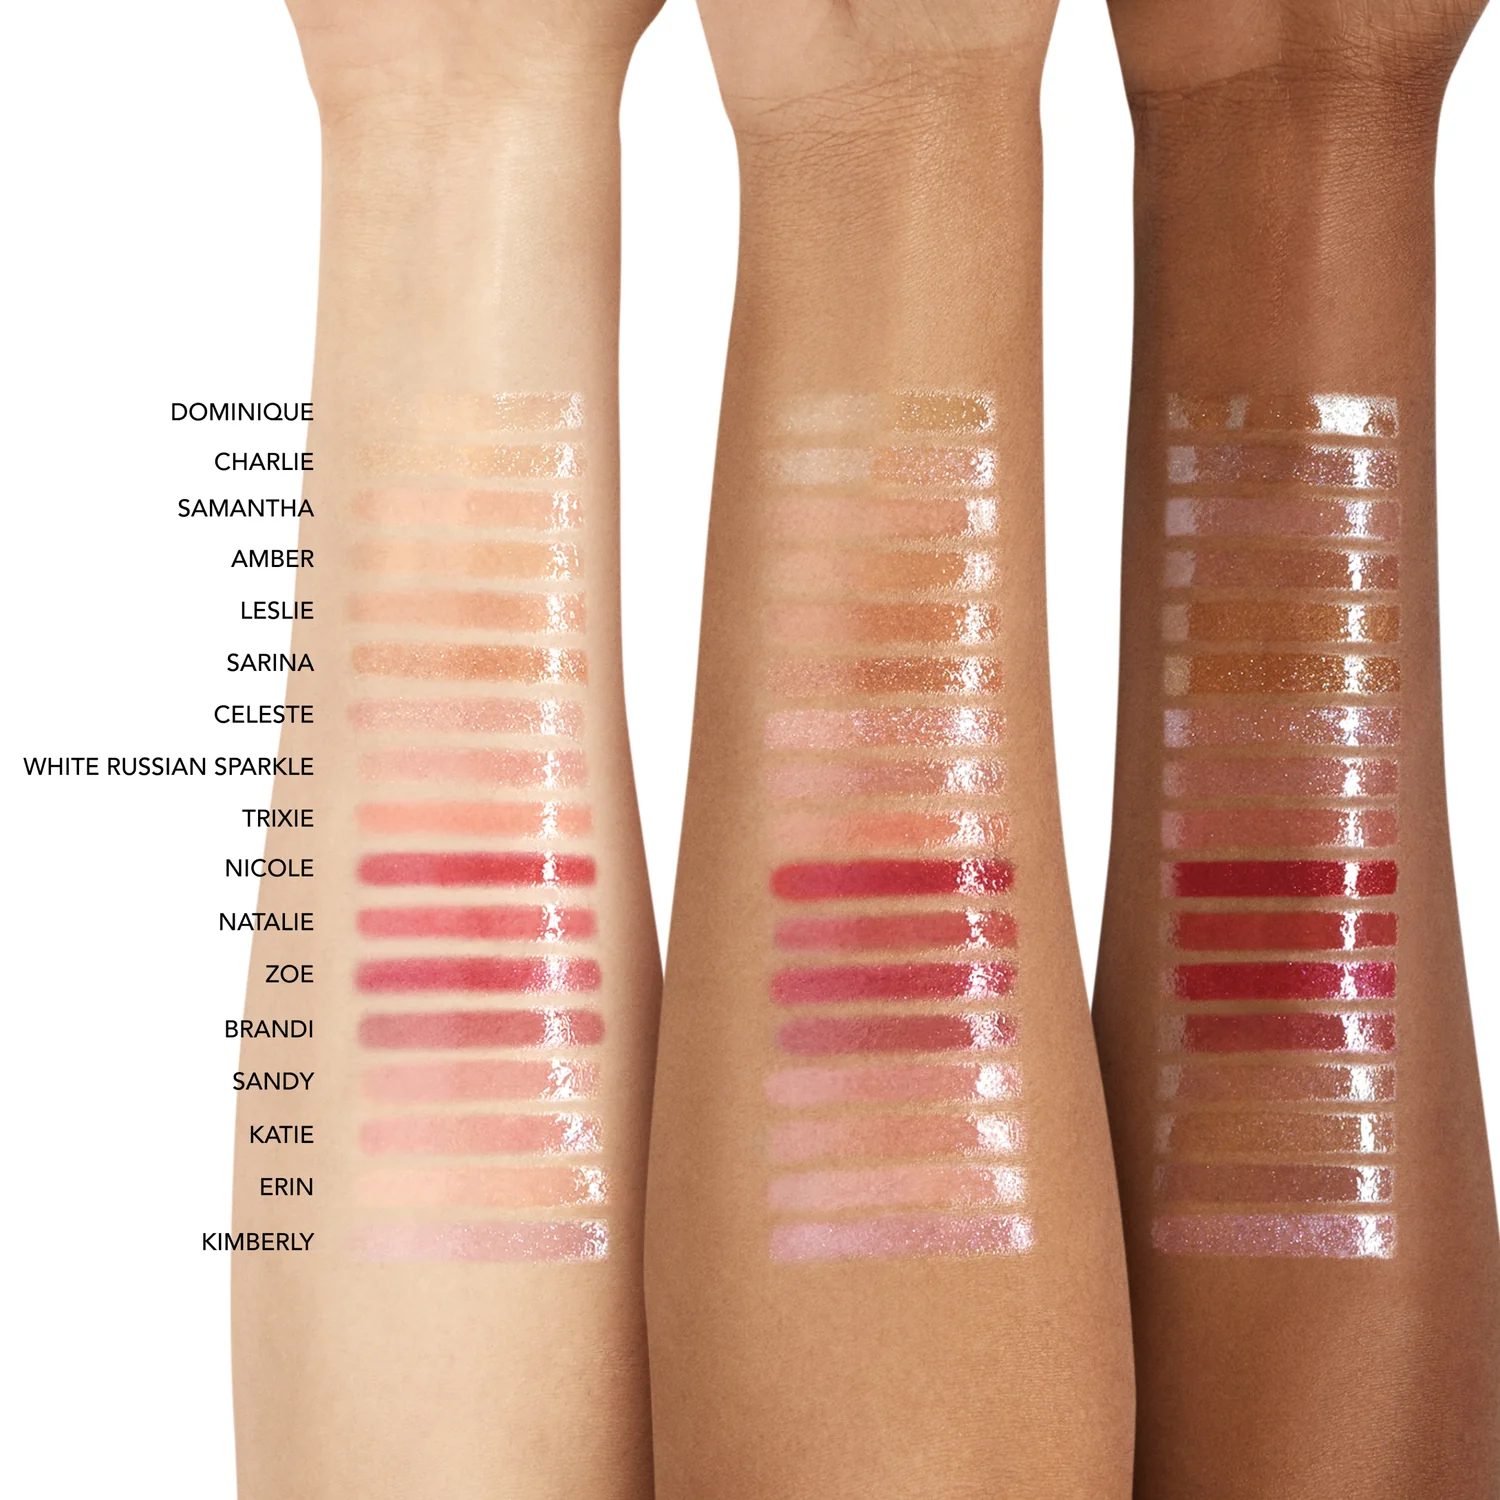 DOMINIQUE
CHARLIE
SAMANTHA
AMBER
LESLIE
SARINA
CELESTE
WHITE RUSSIAN SPARKLE
TRIXIE
NICOLE
NATALIE
ZOE
BRANDI
SANDY
KATIE
ERIN
KIMBERLY